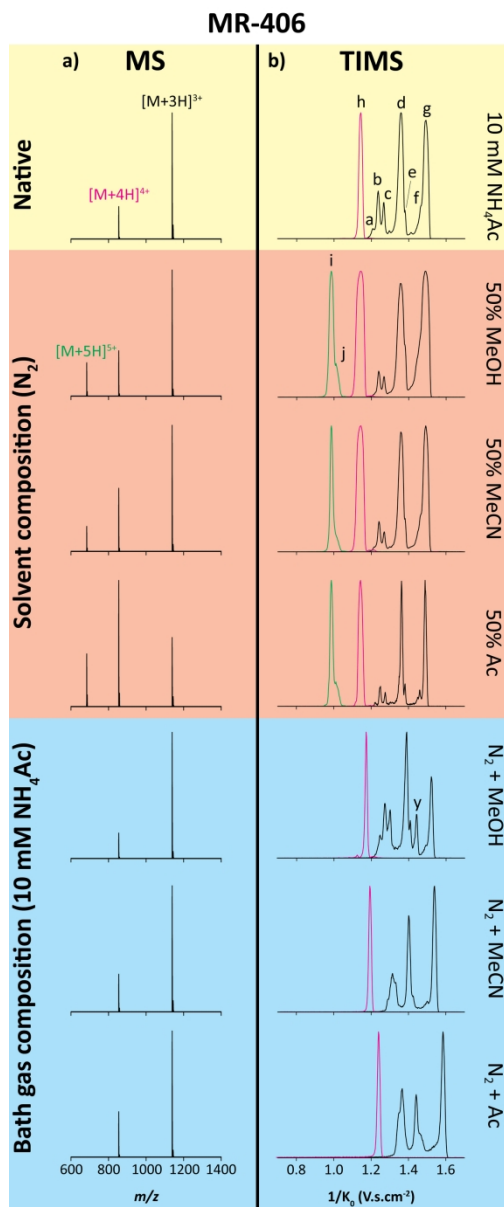 MR-406
a) MS
b) TIMS
Native
[M+3H]³⁺
[M+4H]⁴⁺
h
d
g
b
c
e
f
a
10 mM NH₄Ac
Solvent composition (N₂)
[M+5H]⁵⁺
i
j
50% MeOH
50% MeCN
50% Ac
Bath gas composition (10 mM NH₄Ac)
y
N₂ + MeOH
N₂ + MeCN
N₂ + Ac
600 800 1000 1200 1400
m/z
0.8 1.0 1.2 1.4 1.6
1/K₀ (V.s.cm⁻²)